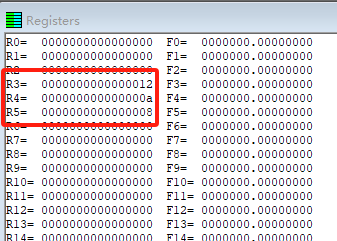 Registers
R0= 0000000000000000 F0= 0000000.00000000
R1= 0000000000000000 F1= 0000000.00000000
R2= 0000000000000000 F2= 0000000.00000000
R3= 0000000000000012 F3= 0000000.00000000
R4= 000000000000000a F4= 0000000.00000000
R5= 0000000000000008 F5= 0000000.00000000
R6= 0000000000000000 F6= 0000000.00000000
R7= 0000000000000000 F7= 0000000.00000000
R8= 0000000000000000 F8= 0000000.00000000
R9= 0000000000000000 F9= 0000000.00000000
R10= 0000000000000000 F10= 0000000.00000000
R11= 0000000000000000 F11= 0000000.00000000
R12= 0000000000000000 F12= 0000000.00000000
R13= 0000000000000000 F13= 0000000.00000000
R14= 0000000000000000 F14= 0000000.00000000